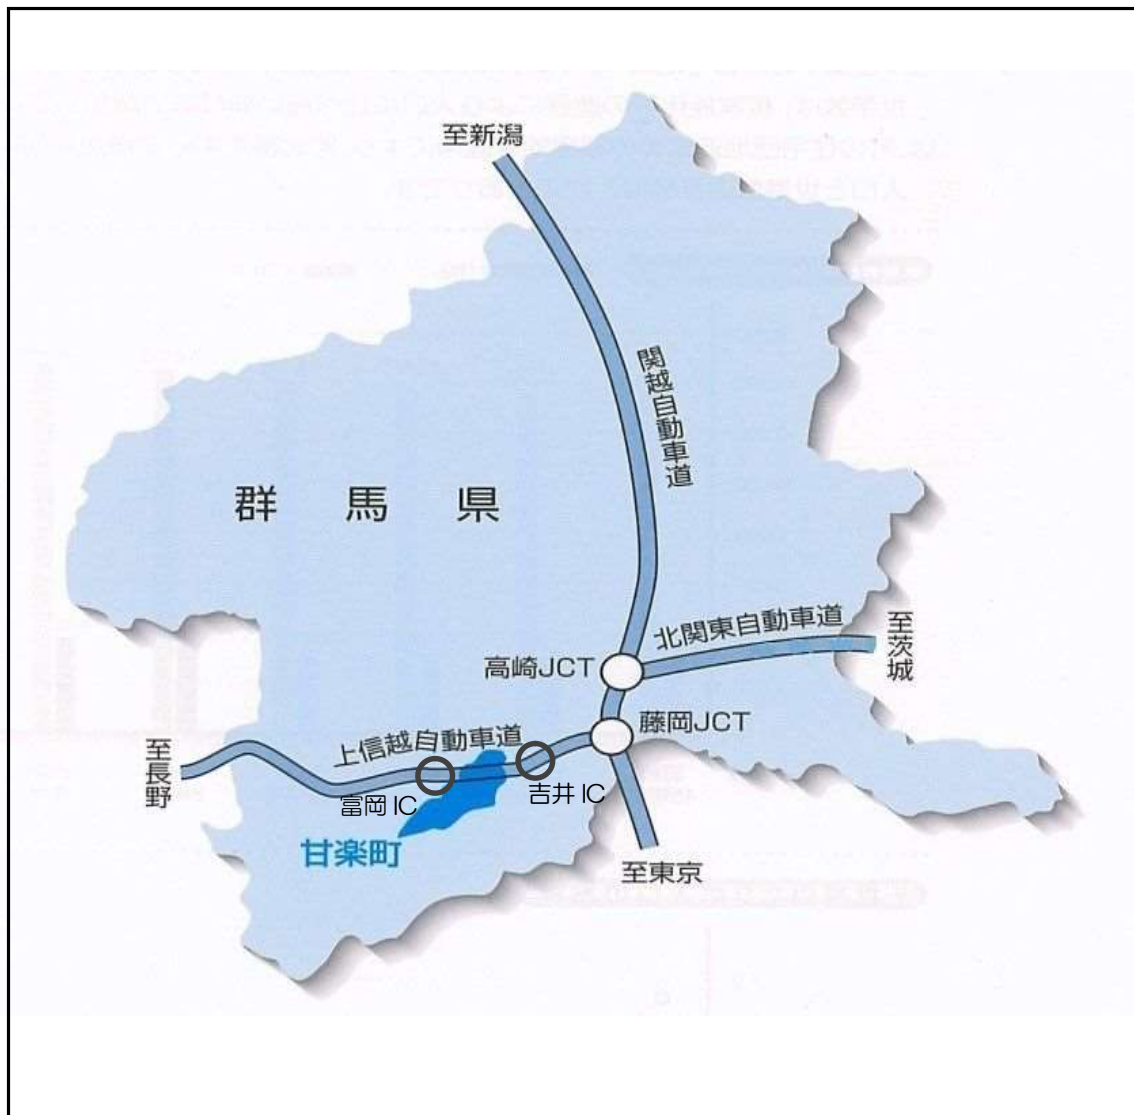 至新潟
関越自動車道
群馬県
北関東自動車道
至茨城
高崎JCT
藤岡JCT
上信越自動車道
至長野
富岡 IC
吉井 IC
甘楽町
至東京